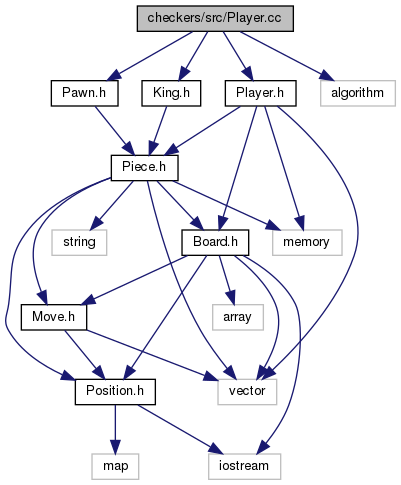 checkers/src/Player.cc
Pawn.h
King.h
Player.h
algorithm
Piece.h
string
Board.h
memory
Move.h
array
Position.h
vector
map
iostream